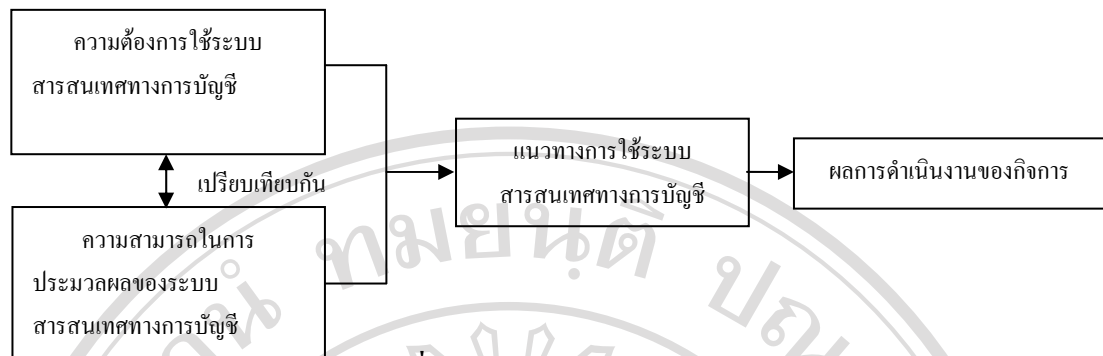 ความต้องการใช้ระบบ
สารสนเทศทางการบัญชี
เปรียบเทียบกัน
ความสามารถในการ
ประมวลผลของระบบ
สารสนเทศทางการบัญชี
แนวทางการใช้ระบบ
สารสนเทศทางการบัญชี
ผลการดำเนินงานของกิจการ
ทมยนฺติ